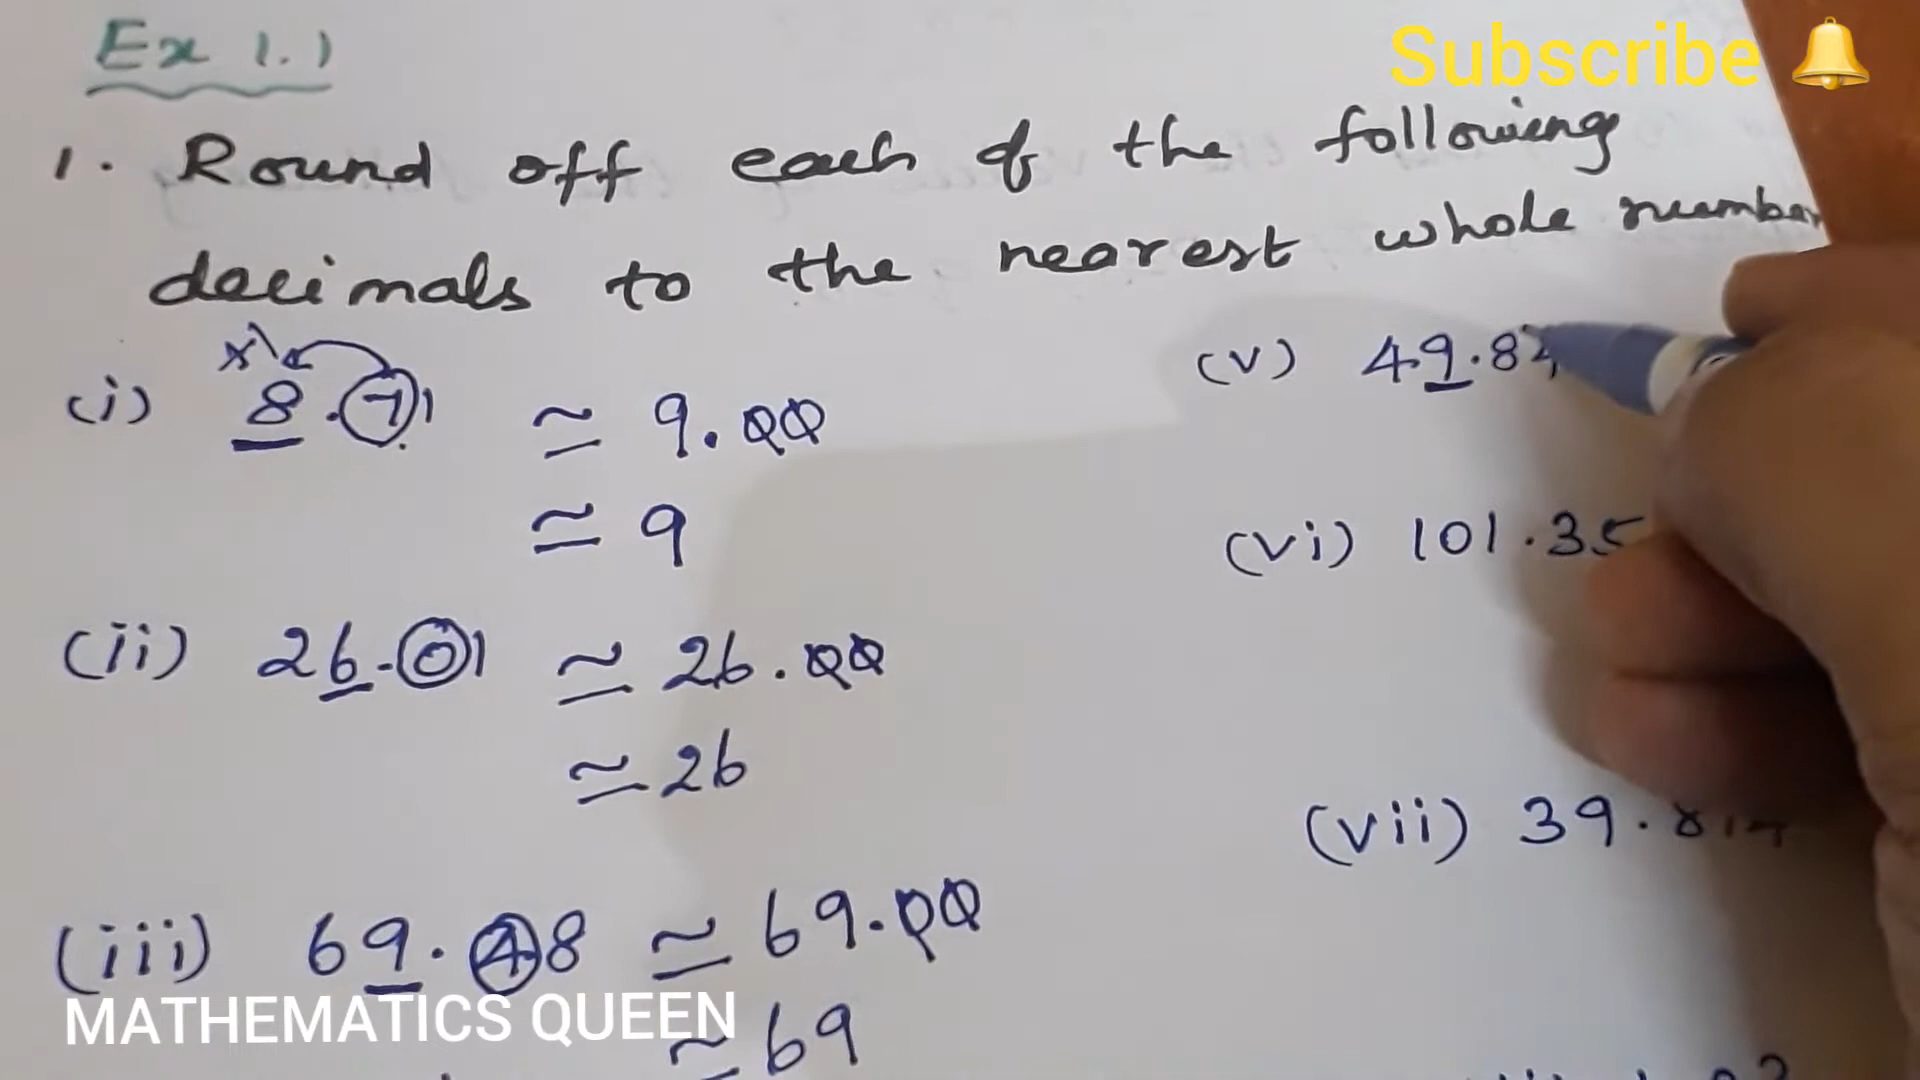 Ex 1.1
Subscribe
1. Round off each of the following
decimals to the nearest whole number
(i) 8.71 ≃ 9.00
≃ 9
(ii) 26.01 ≃ 26.00
≃ 26
(iii) 69.48 ≃ 69.00
≃ 69
(v) 49.84
(vi) 101.35
(vii) 39.814
MATHEMATICS QUEEN